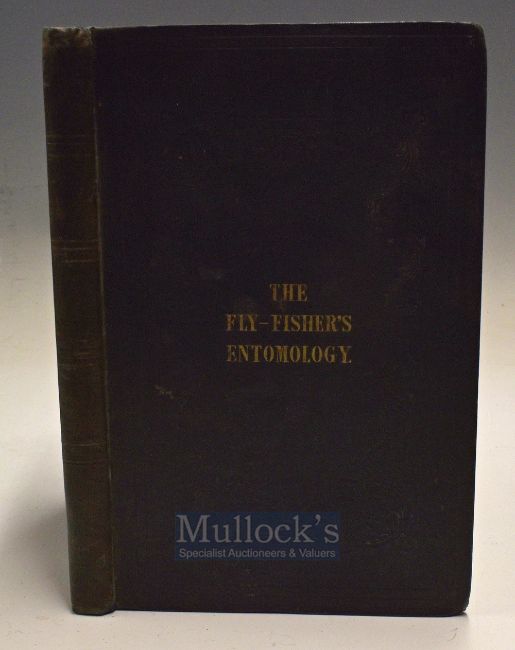 THE
FLY-FISHER'S
ENTOMOLOGY.
Mullock's
Specialist Auctioneers & Valuers